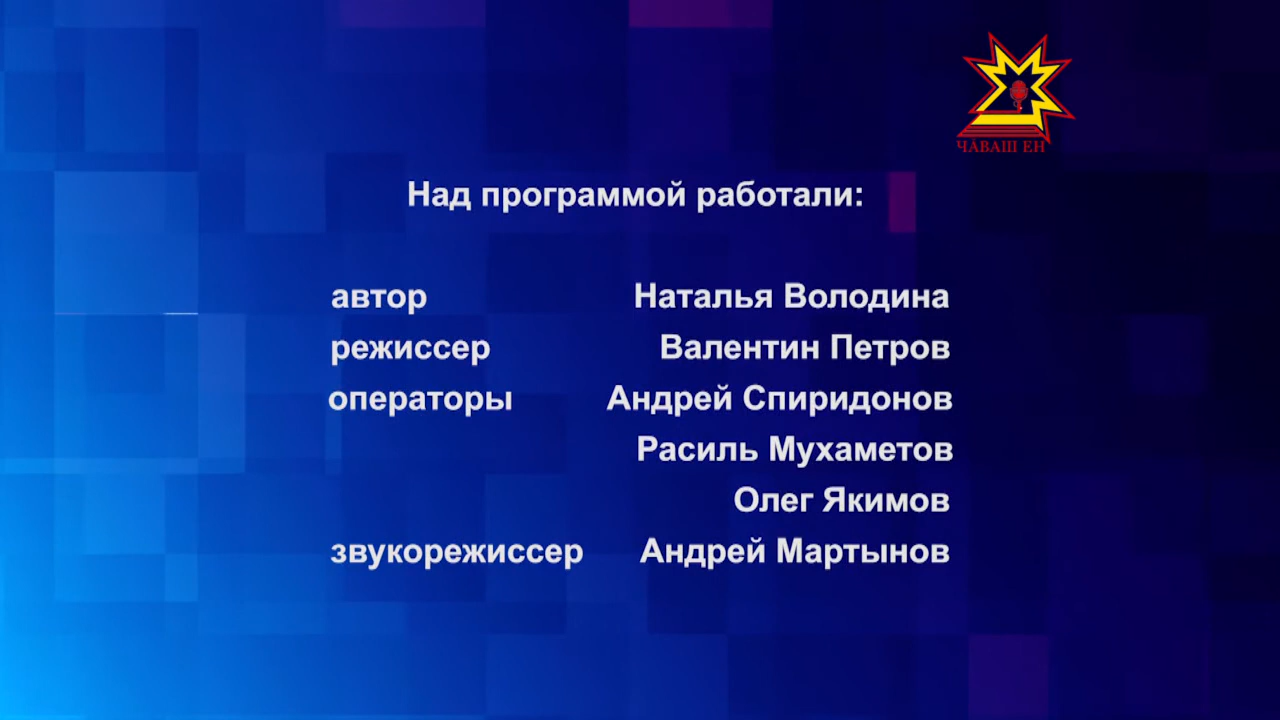 ЧӐВАШ ЕН
Над программой работали:
автор Наталья Володина
режиссер Валентин Петров
операторы Андрей Спиридонов
Расиль Мухаметов
Олег Якимов
звукорежиссер Андрей Мартынов